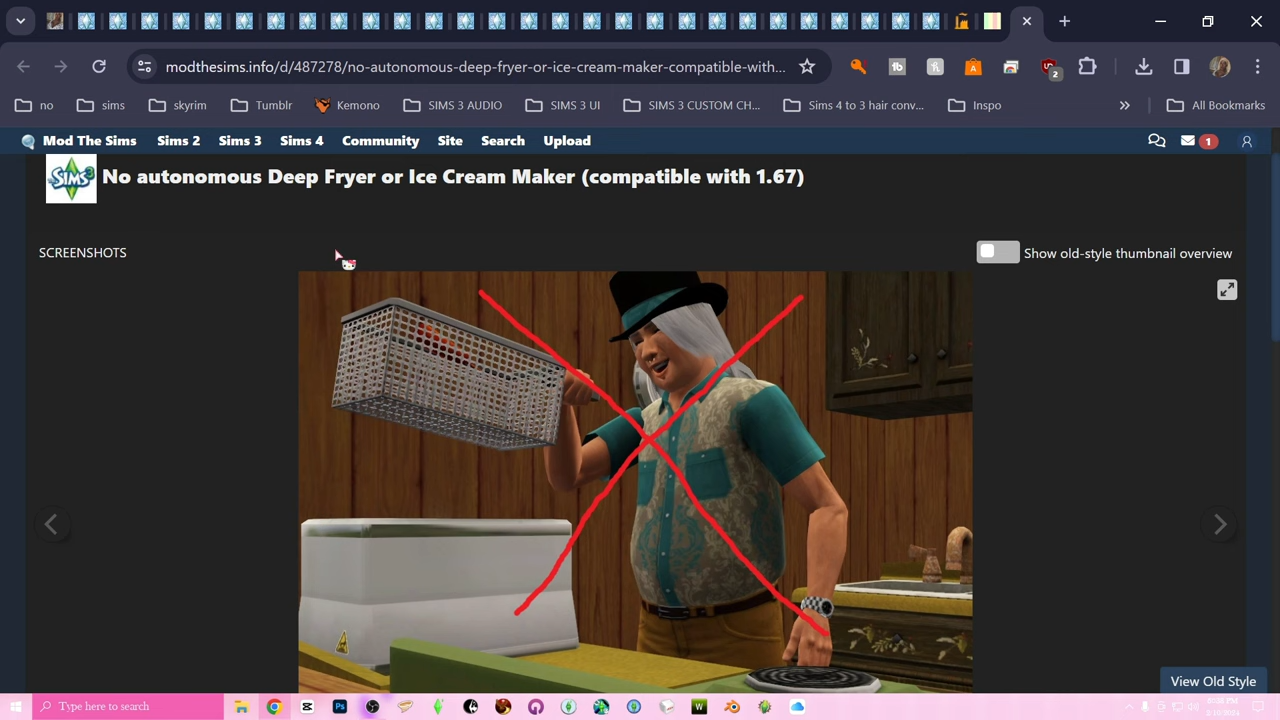 modthesims.info/d/487278/no-autonomous-deep-fryer-or-ice-cream-maker-compatible-with...
2
no
sims
skyrim
Tumblr
Kemono
SIMS 3 AUDIO
SIMS 3 UI
SIMS 3 CUSTOM CH...
Sims 4 to 3 hair conv...
Inspo
All Bookmarks
Mod The Sims
Sims 2
Sims 3
Sims 4
Community
Site
Search
Upload
1
No autonomous Deep Fryer or Ice Cream Maker (compatible with 1.67)
SCREENSHOTS
Show old-style thumbnail overview
View Old Style
Type here to search
Ps
W